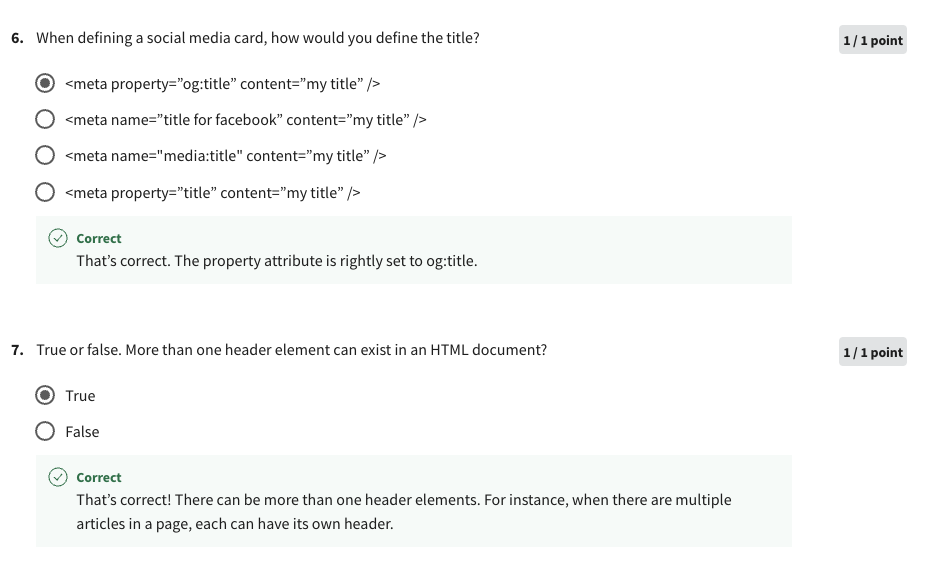 6. When defining a social media card, how would you define the title?
1 / 1 point
<meta property=”og:title” content=”my title” />
<meta name=”title for facebook” content=”my title” />
<meta name="media:title" content=”my title” />
<meta property=”title” content=”my title” />
Correct
That’s correct. The property attribute is rightly set to og:title.
7. True or false. More than one header element can exist in an HTML document?
1 / 1 point
True
False
Correct
That’s correct! There can be more than one header elements. For instance, when there are multiple
articles in a page, each can have its own header.